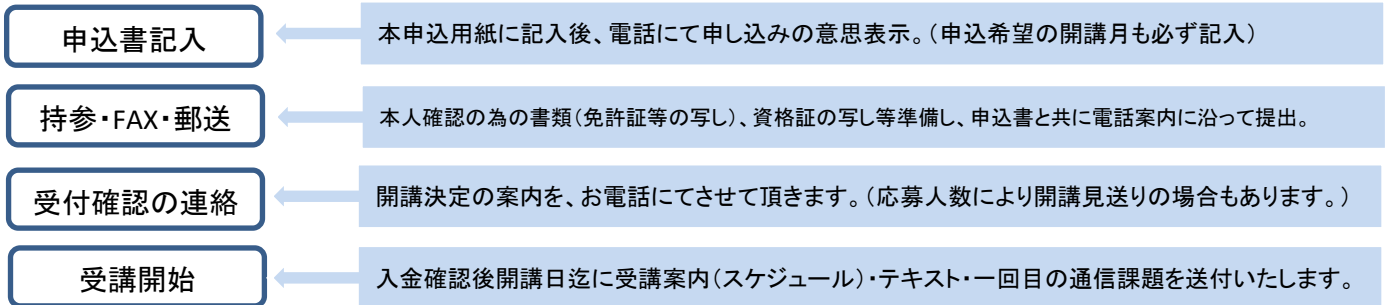 申込書記入
本申込用紙に記入後、電話にて申し込みの意思表示。（申込希望の開講月も必ず記入）
持参・FAX・郵送
本人確認の為の書類（免許証等の写し）、資格証の写し等準備し、申込書と共に電話案内に沿って提出。
受付確認の連絡
開講決定の案内を、お電話にてさせて頂きます。（応募人数により開講見送りの場合もあります。）
受講開始
入金確認後開講日迄に受講案内（スケジュール）・テキスト・一回目の通信課題を送付いたします。